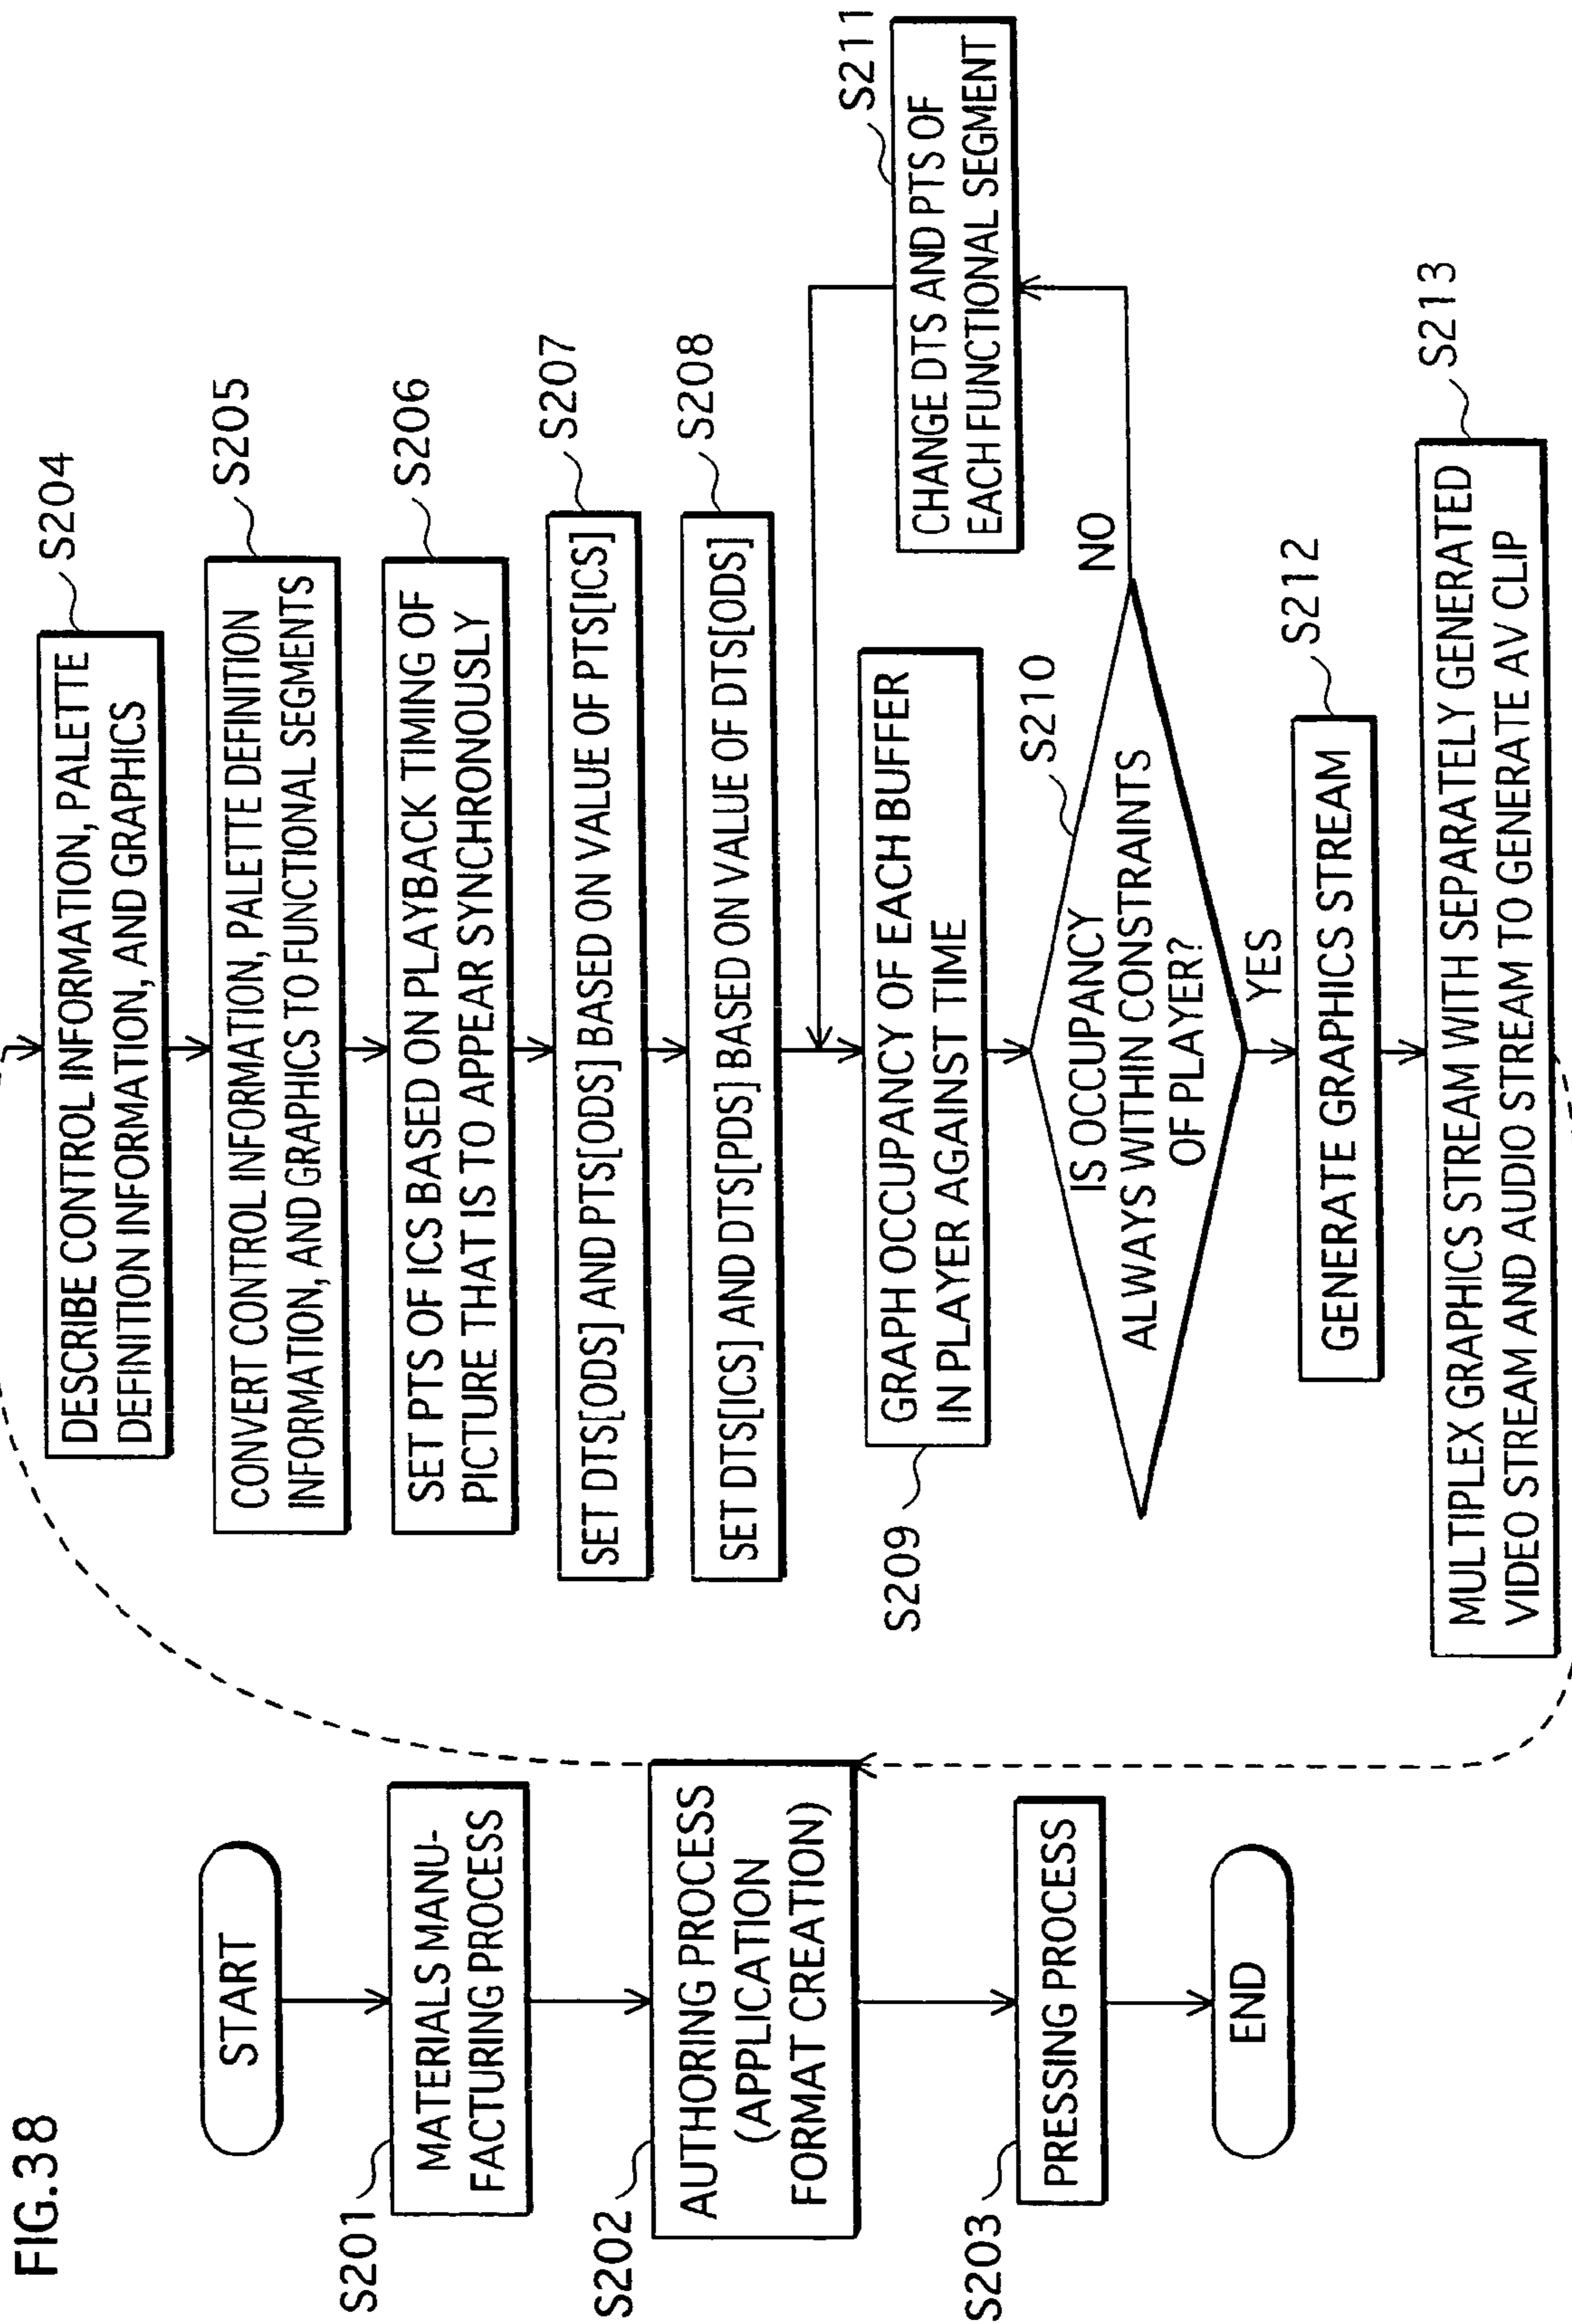 FIG.38
START
S201
MATERIALS MANU-
FACTURING PROCESS
S202
AUTHORING PROCESS
(APPLICATION
FORMAT CREATION)
S203
PRESSING PROCESS
END
S204
DESCRIBE CONTROL INFORMATION, PALETTE
DEFINITION INFORMATION, AND GRAPHICS
S205
CONVERT CONTROL INFORMATION, PALETTE DEFINITION
INFORMATION, AND GRAPHICS TO FUNCTIONAL SEGMENTS
S206
SET PTS OF ICS BASED ON PLAYBACK TIMING OF
PICTURE THAT IS TO APPEAR SYNCHRONOUSLY
S207
SET DTS[ODS] AND PTS[ODS] BASED ON VALUE OF PTS[ICS]
S208
SET DTS[ICS] AND DTS[PDS] BASED ON VALUE OF DTS[ODS]
S209
GRAPH OCCUPANCY OF EACH BUFFER
IN PLAYER AGAINST TIME
S210
IS OCCUPANCY
ALWAYS WITHIN CONSTRAINTS
OF PLAYER?
NO
S211
CHANGE DTS AND PTS OF
EACH FUNCTIONAL SEGMENT
YES
S212
GENERATE GRAPHICS STREAM
S213
MULTIPLEX GRAPHICS STREAM WITH SEPARATELY GENERATED
VIDEO STREAM AND AUDIO STREAM TO GENERATE AV CLIP